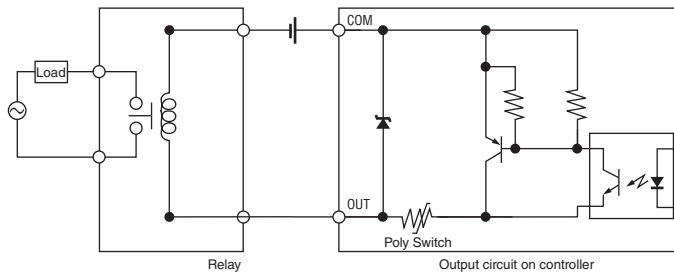 COM
Load
OUT
Poly Switch
Relay
Output circuit on controller